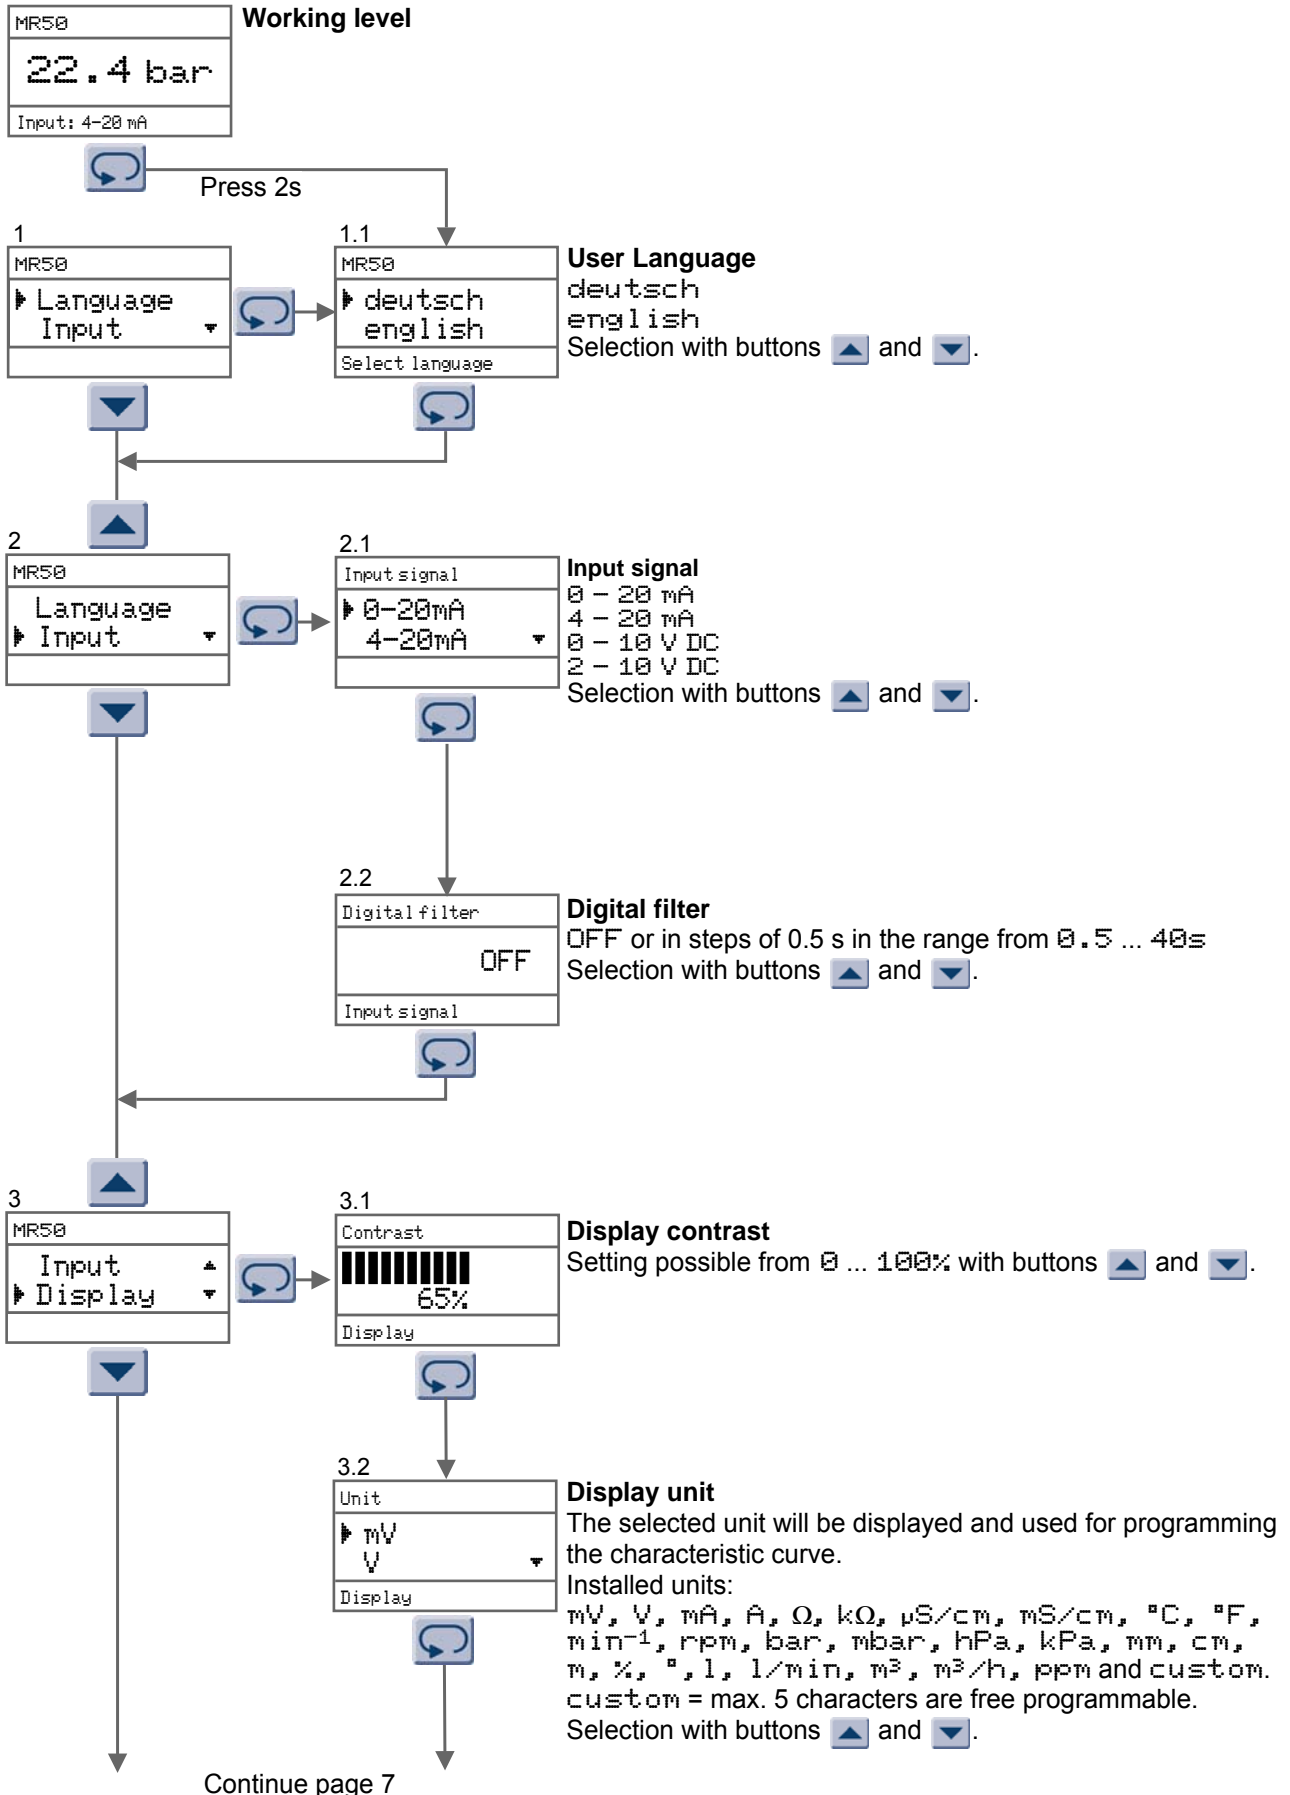 MR50
Working level
22.4 bar
Input: 4-20 mA
Press 2s
1
MR50
▶ Language
Input ▼
1.1
MR50
▶ deutsch
english
Select language
User Language
deutsch
english
Selection with buttons ▲ and ▼.
2
MR50
Language
▶ Input ▼
2.1
Input signal
▶ 0-20mA
4-20mA ▼
Input signal
0 – 20 mA
4 – 20 mA
0 – 10 V DC
2 – 10 V DC
Selection with buttons ▲ and ▼.
2.2
Digital filter
OFF
Input signal
Digital filter
OFF or in steps of 0.5 s in the range from 0.5 ... 40s
Selection with buttons ▲ and ▼.
3
MR50
Input ▲
▶ Display ▼
3.1
Contrast
65%
Display
Display contrast
Setting possible from 0 ... 100% with buttons ▲ and ▼.
3.2
Unit
▶ mV
V ▼
Display
Display unit
The selected unit will be displayed and used for programming
the characteristic curve.
Installed units:
mV, V, mA, A, Ω, kΩ, µS/cm, mS/cm, °C, °F,
min⁻¹, rpm, bar, mbar, hPa, kPa, mm, cm,
m, %, °, l, l/min, m³, m³/h, ppm and custom.
custom = max. 5 characters are free programmable.
Selection with buttons ▲ and ▼.
Continue page 7